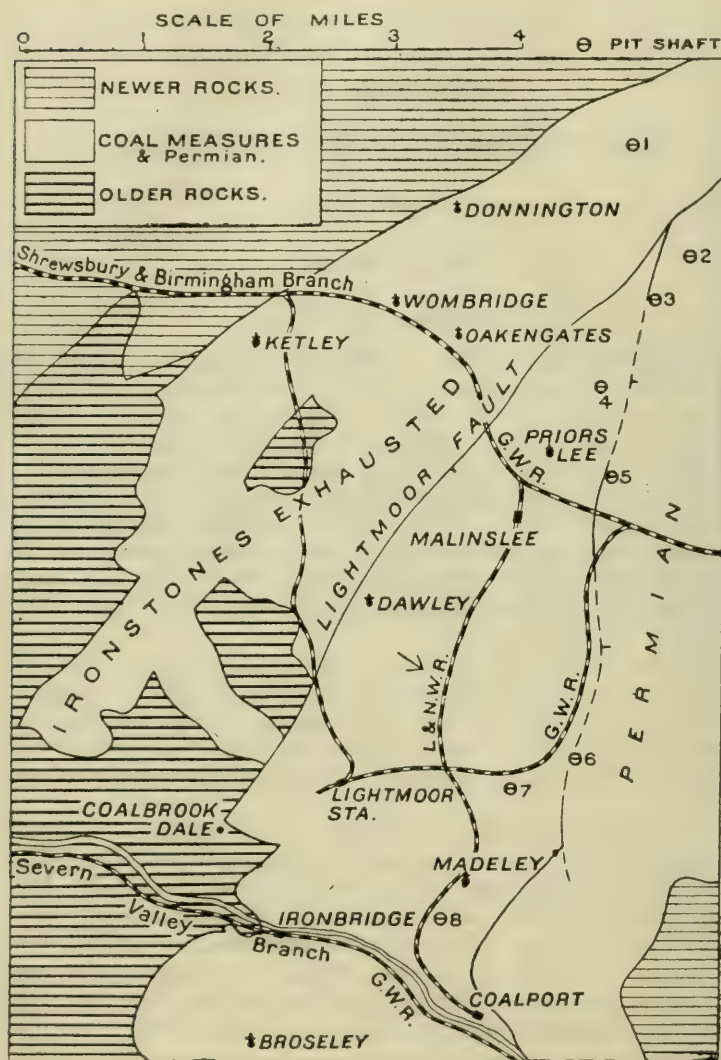 SCALE OF MILES
0 1 2 3 4
PIT SHAFT
NEWER ROCKS.
COAL MEASURES
& Permian.
OLDER ROCKS.
1
DONNINGTON
Shrewsbury & Birmingham Branch
2
3
WOMBRIDGE
OAKENGATES
KETLEY
4
PRIORS
LEE
5
G.W.R.
IRONSTONES EXHAUSTED
LIGHTMOOR FAULT
MALINSLEE
DAWLEY
PERMIAN
T
T
L&N.W.R.
G.W.R.
6
7
LIGHTMOOR
STA.
COALBROOK
DALE
MADELEY
Severn
Valley
Branch
G.W.R.
IRONBRIDGE
8
COALPORT
BROSELEY